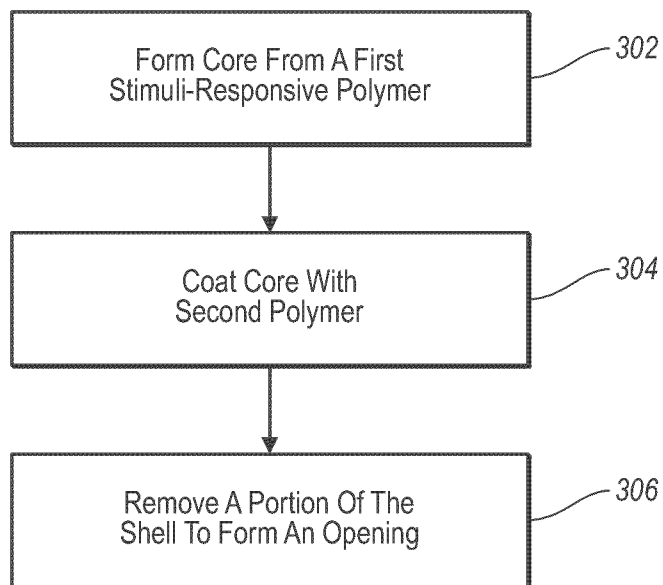 Form Core From A First
Stimuli-Responsive Polymer
302
Coat Core With
Second Polymer
304
Remove A Portion Of The
Shell To Form An Opening
306